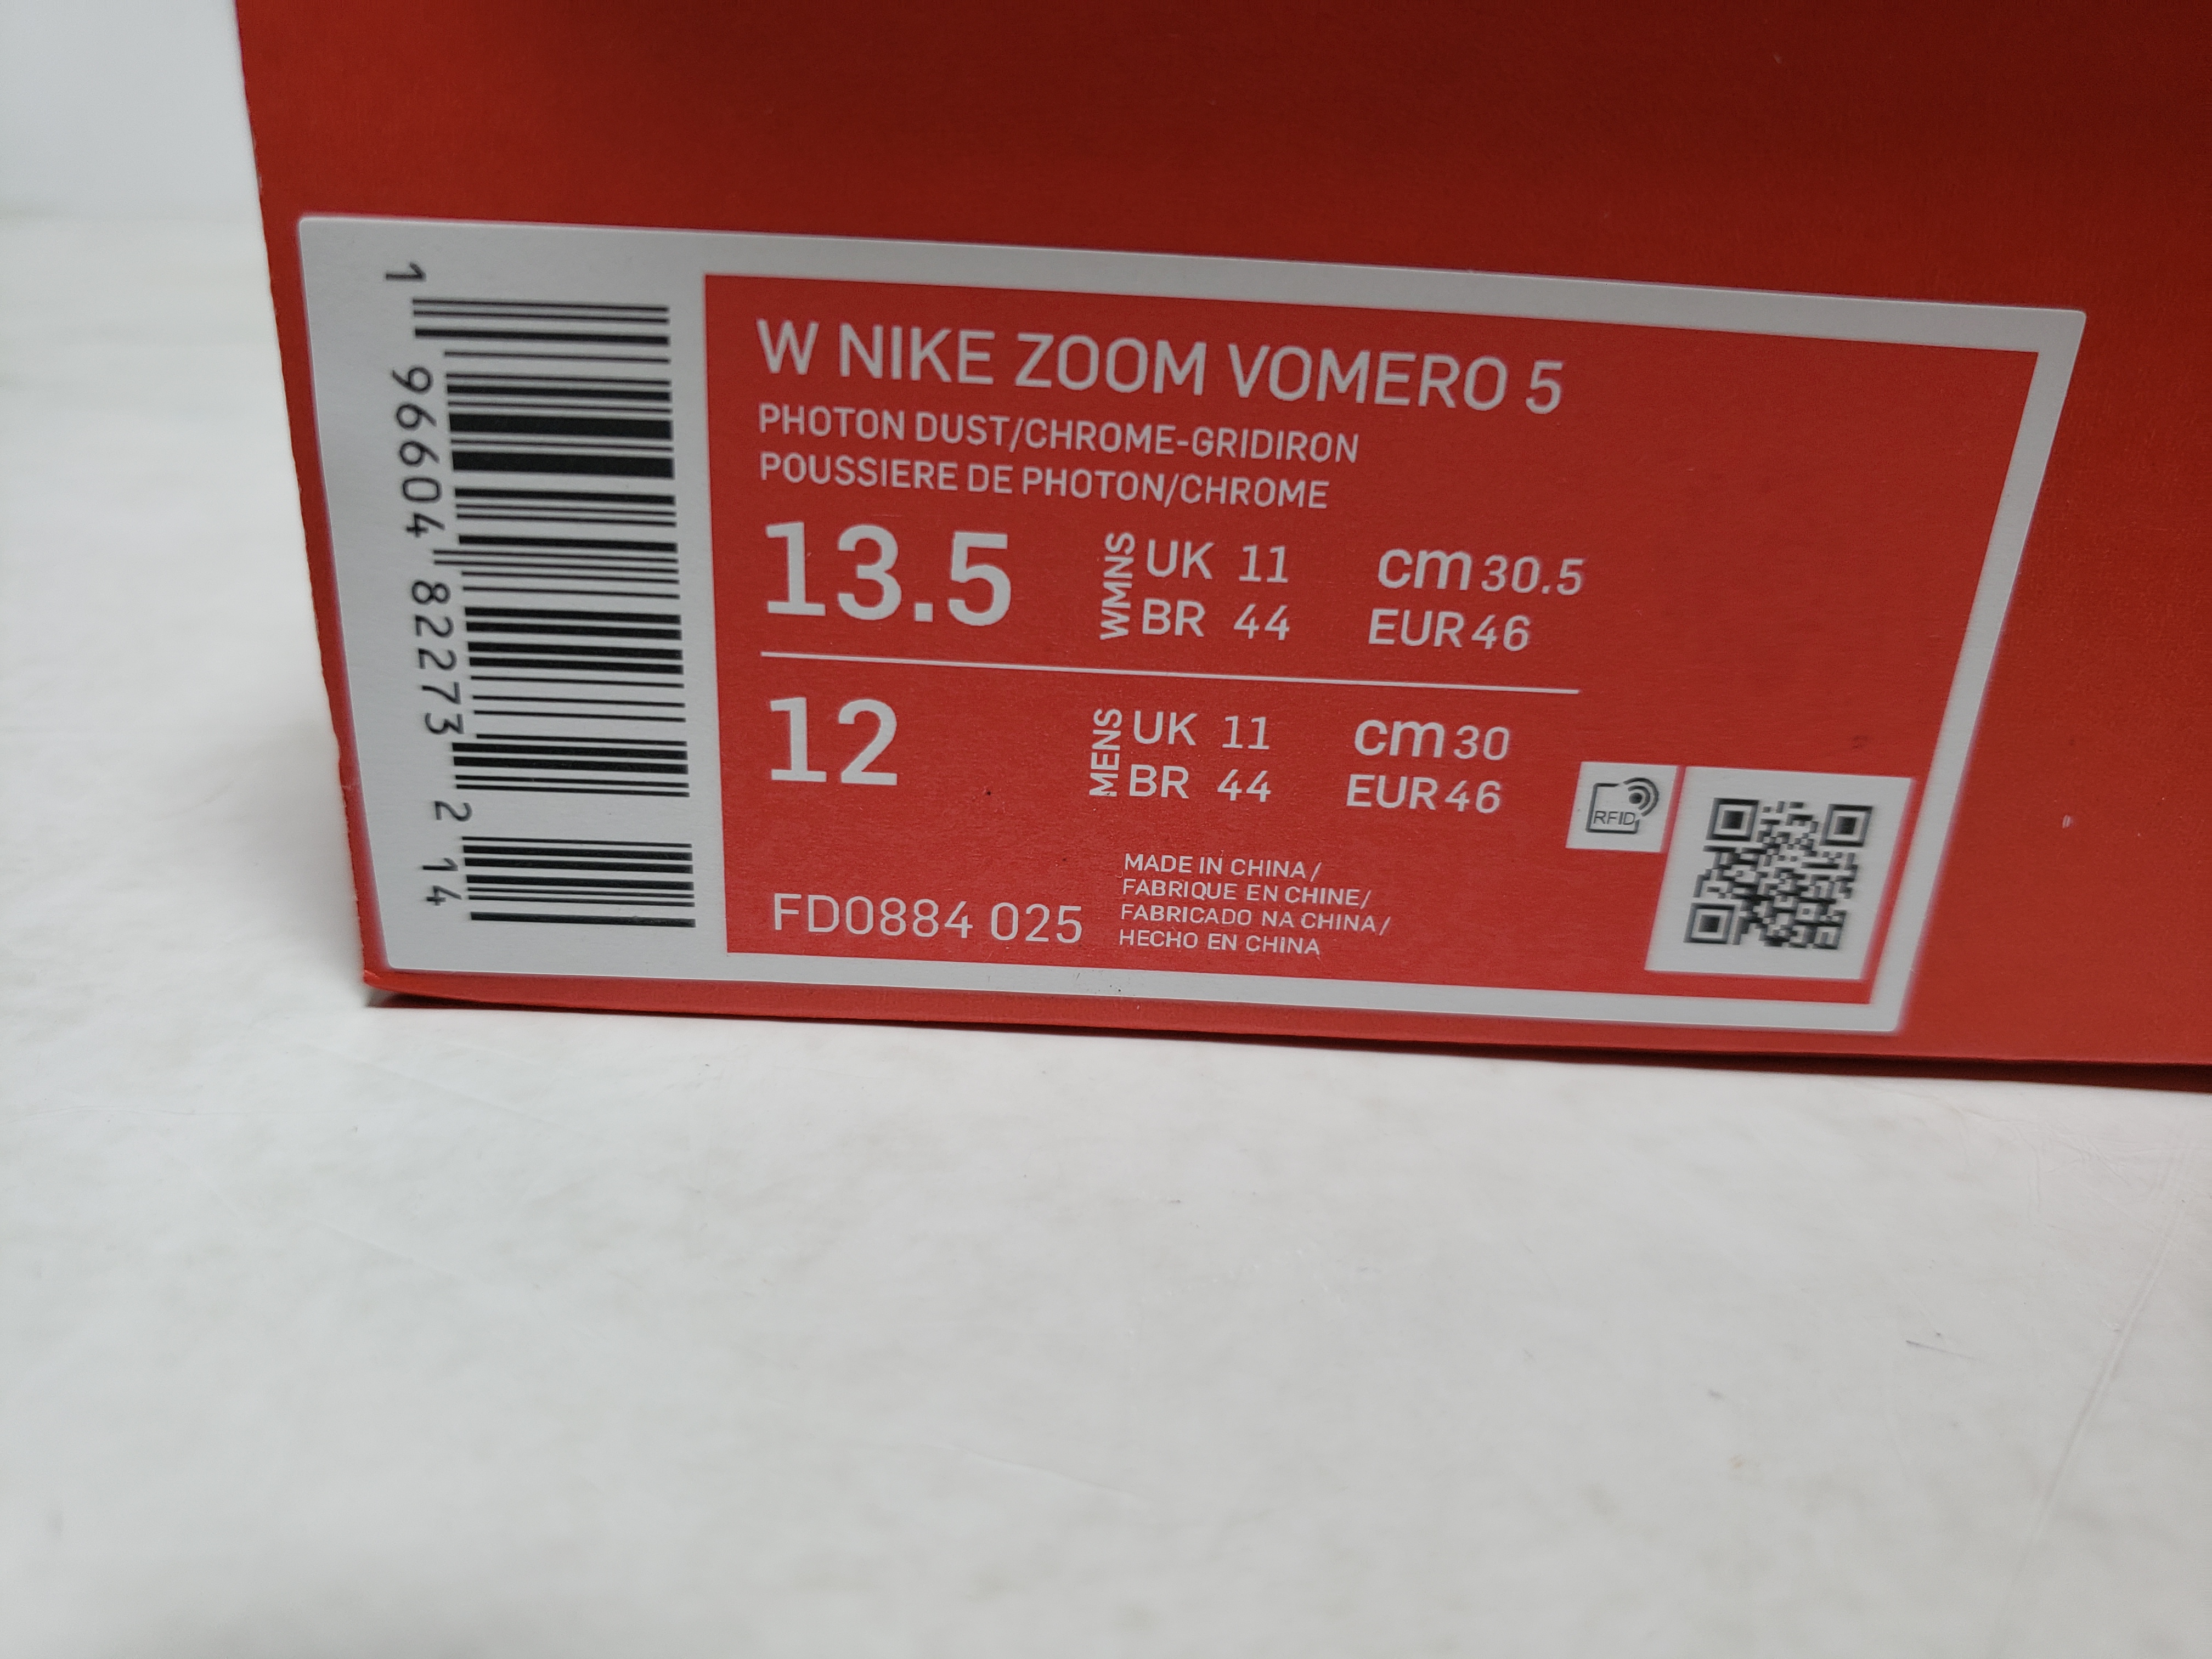 1 96604 82273 2 14
W NIKE ZOOM VOMERO 5
PHOTON DUST/CHROME-GRIDIRON
POUSSIERE DE PHOTON/CHROME
13.5 WMNS UK 11 cm 30.5
BR 44 EUR 46
12 MENS UK 11 cm 30
BR 44 EUR 46
RFID
FD0884 025
MADE IN CHINA/
FABRIQUE EN CHINE/
FABRICADO NA CHINA/
HECHO EN CHINA